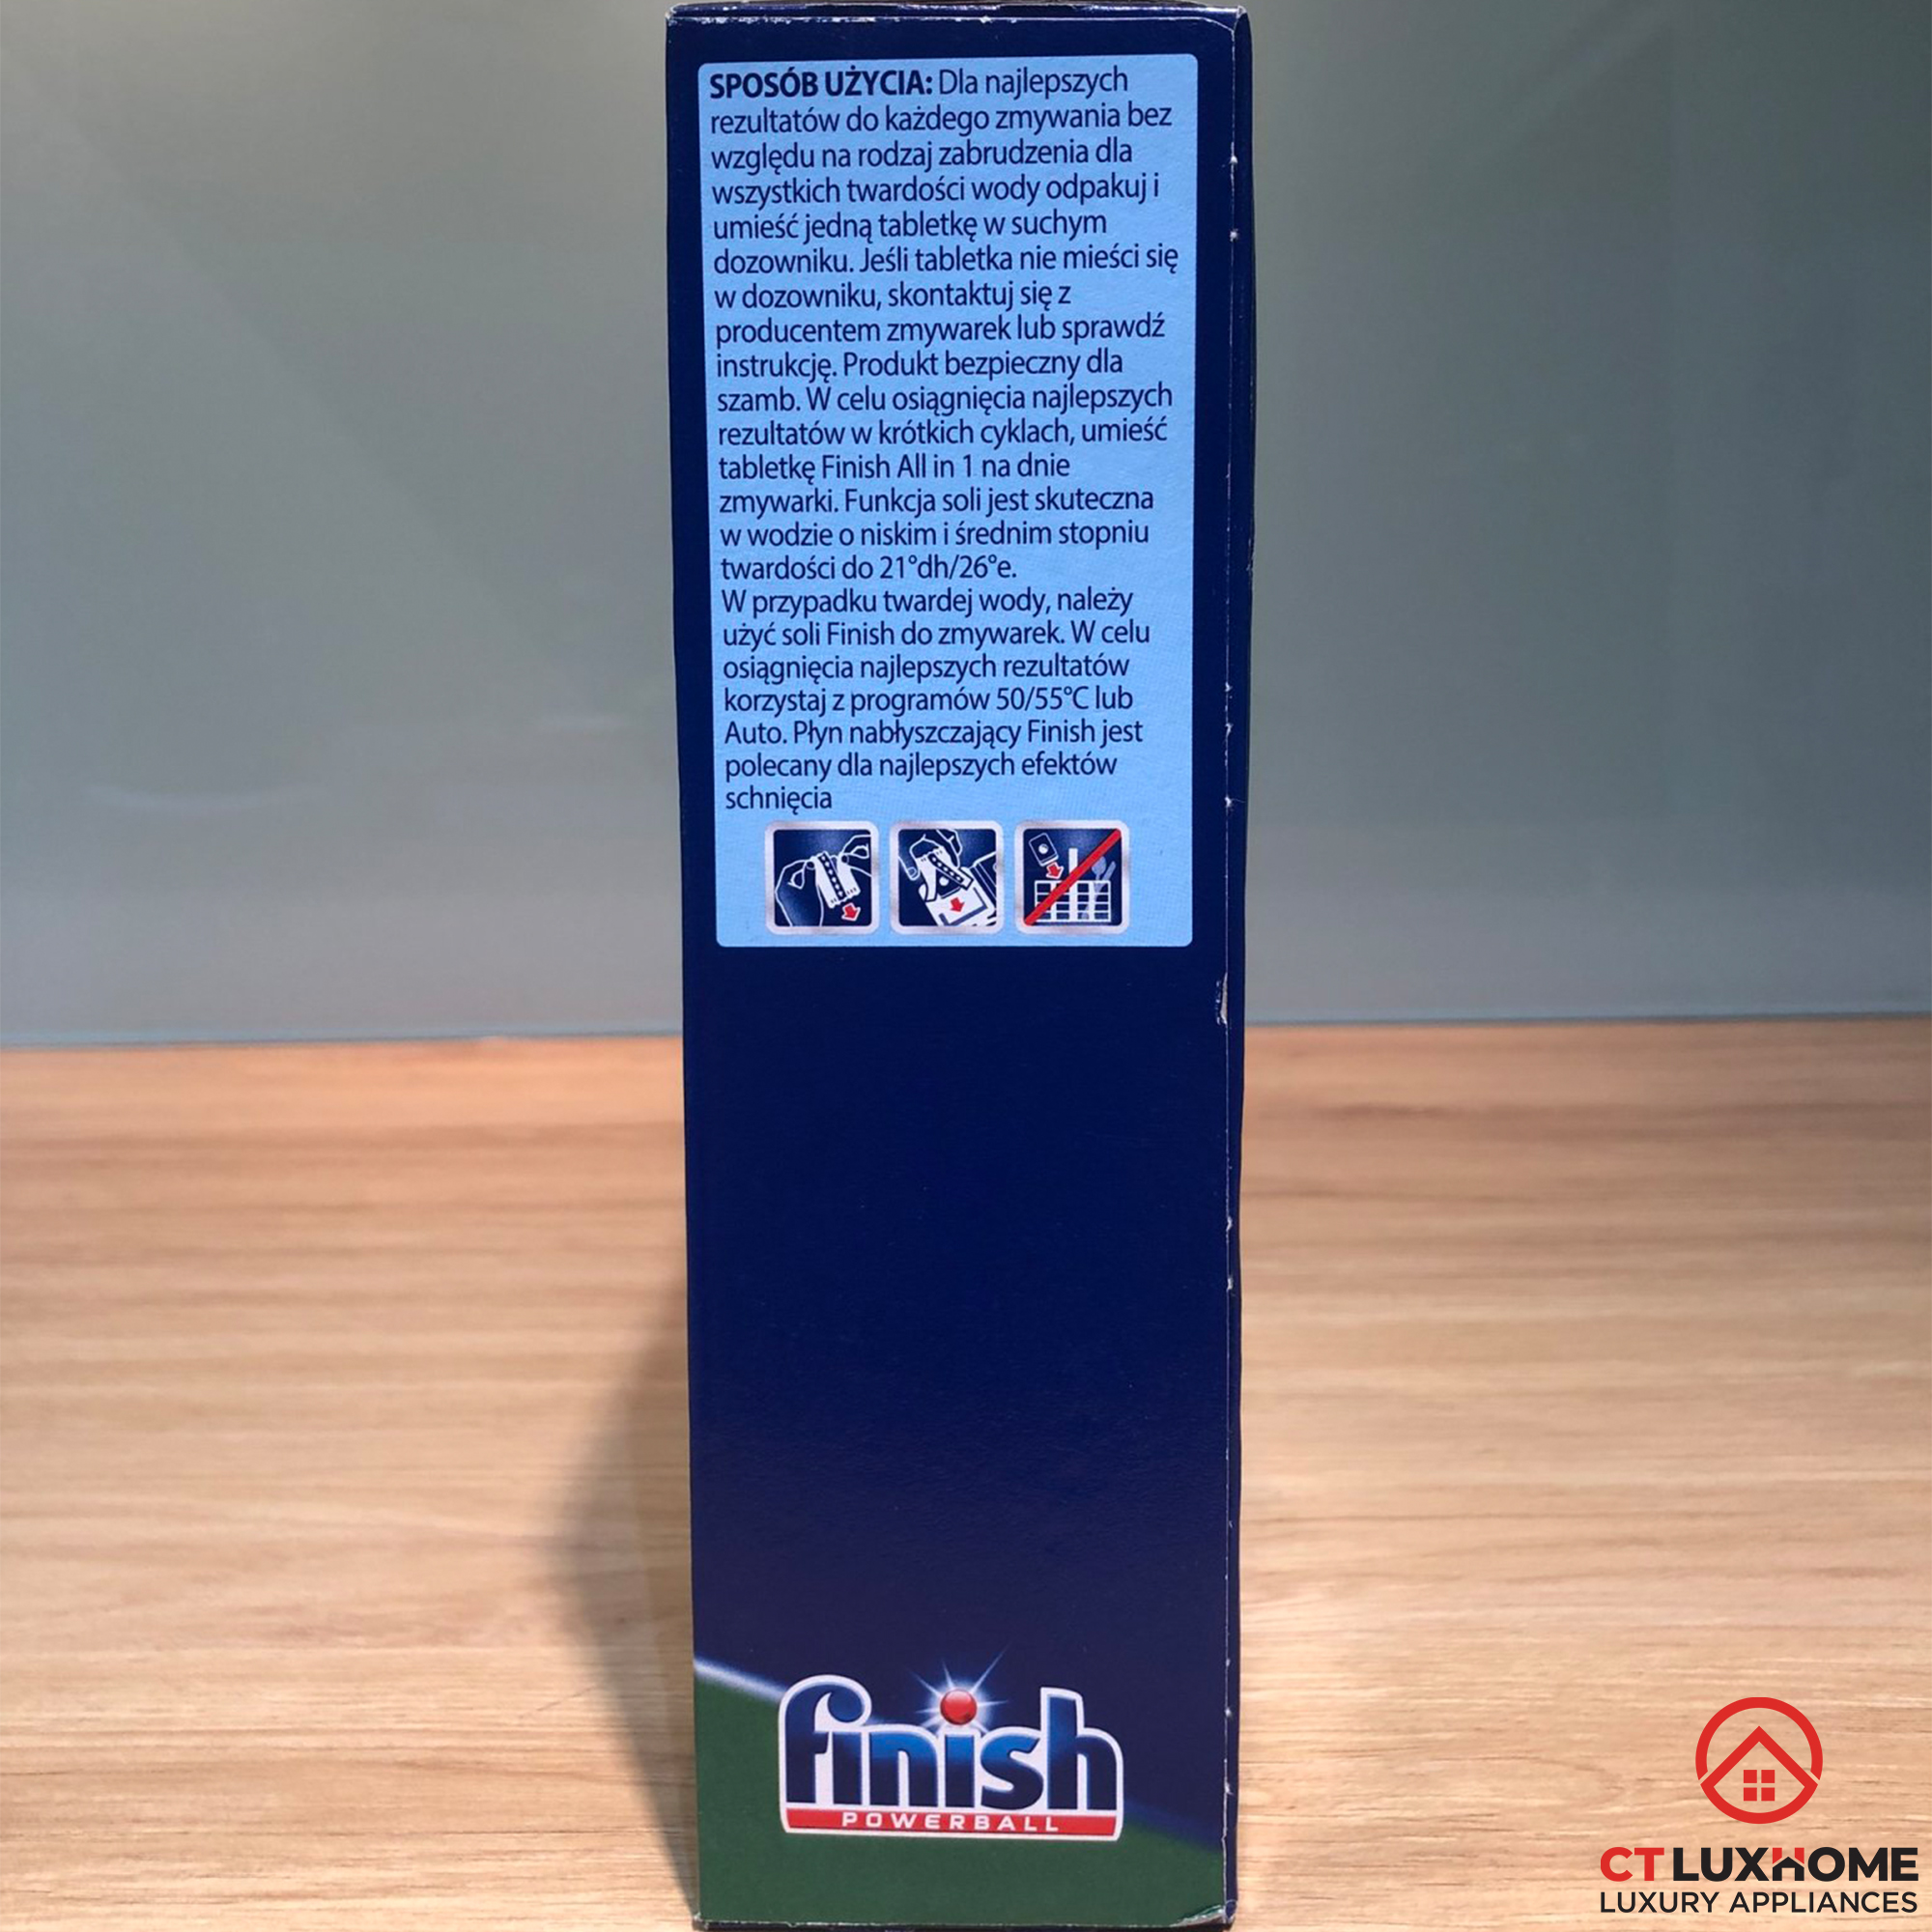 SPOSÓB UŻYCIA: Dla najlepszych
rezultatów do każdego zmywania bez
względu na rodzaj zabrudzenia dla
wszystkich twardości wody odpakuj i
umieść jedną tabletkę w suchym
dozowniku. Jeśli tabletka nie mieści się
w dozowniku, skontaktuj się z
producentem zmywarek lub sprawdź
instrukcję. Produkt bezpieczny dla
szamb. W celu osiągnięcia najlepszych
rezultatów w krótkich cyklach, umieść
tabletkę Finish All in 1 na dnie
zmywarki. Funkcja soli jest skuteczna
w wodzie o niskim i średnim stopniu
twardości do 21°dh/26°e.
W przypadku twardej wody, należy
użyć soli Finish do zmywarek. W celu
osiągnięcia najlepszych rezultatów
korzystaj z programów 50/55°C lub
Auto. Płyn nabłyszczający Finish jest
polecany dla najlepszych efektów
schnięcia
finish
POWERBALL
CT LUXHOME
LUXURY APPLIANCES